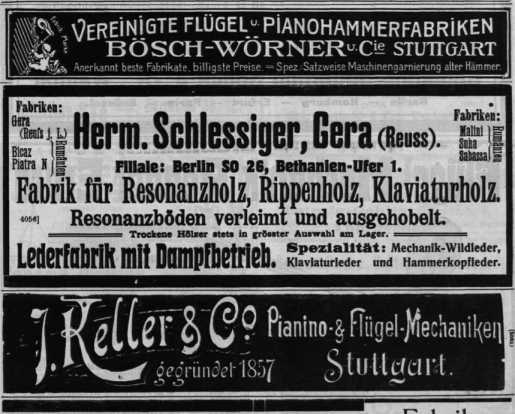 VEREINIGTE FLÜGEL u. PIANOHAMMERFABRIKEN
BÖSCH-WÖRNER u. Cie STUTTGART
Anerkannt beste Fabrikate, billigste Preise. — Spez. Satzweise Maschinengarnierung alter Hämmer.
Fabriken:
Gera
(Reuß j. L.)
Bicaz
Piatra N
Rumänien
Herm. Schlessiger, Gera (Reuss).
Fabriken:
Malini
Suha
Sabassa
Rumänien
Filiale: Berlin SO 26, Bethanien-Ufer 1.
Fabrik für Resonanzholz, Rippenholz, Klaviaturholz.
4056] Resonanzböden verleimt und ausgehobelt.
Trockene Hölzer stets in grösster Auswahl am Lager.
Lederfabrik mit Dampfbetrieb.
Spezialität: Mechanik-Wildleder,
Klaviaturleder und Hammerkopfleder.
J. Keller & Co
gegründet 1857
Pianino- & Flügel-Mechaniken
Stuttgart.